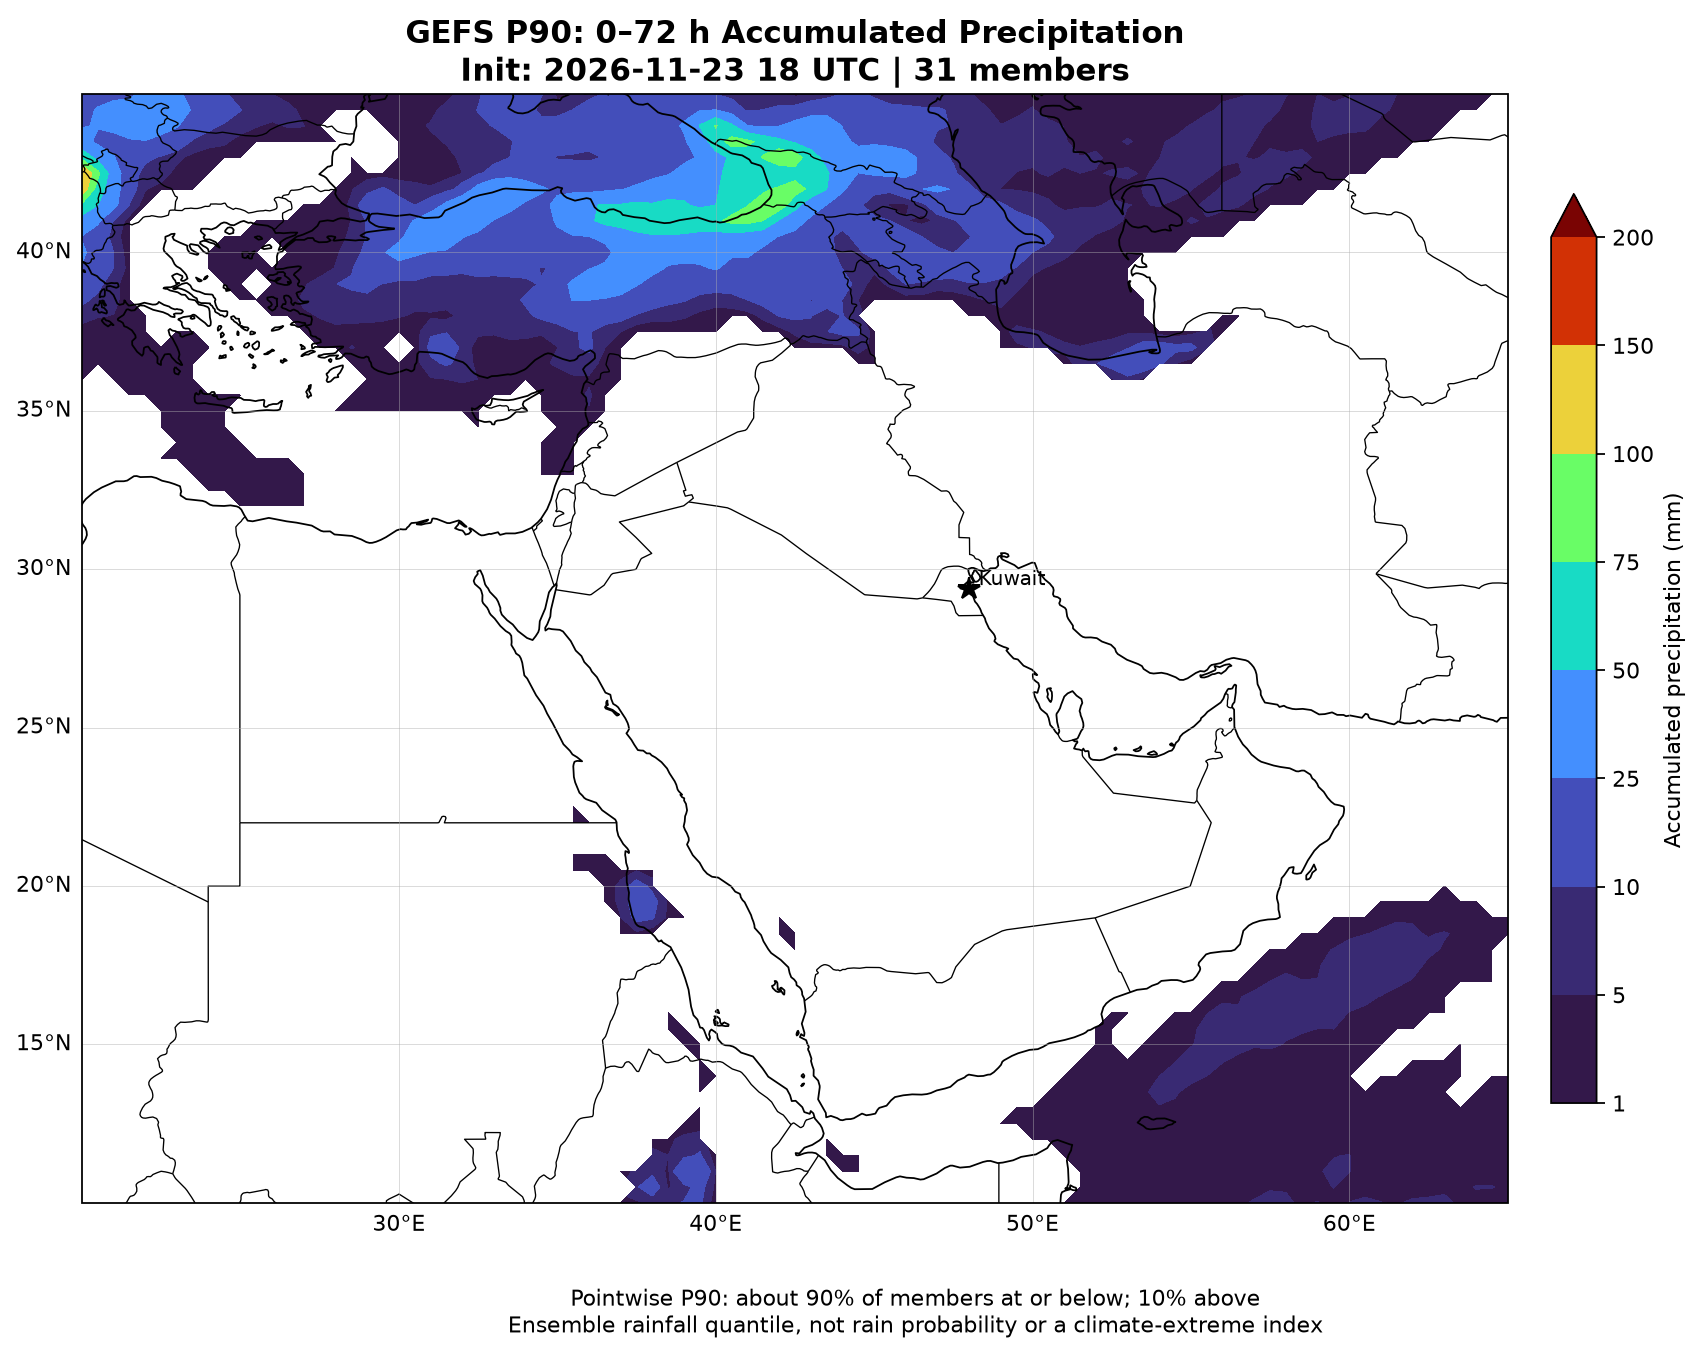 GEFS P90: 0–72 h Accumulated Precipitation
Init: 2026-11-23 18 UTC | 31 members
40°N
35°N
30°N
25°N
20°N
15°N
Kuwait
30°E
40°E
50°E
60°E
200
150
100
75
50
25
10
5
1
Accumulated precipitation (mm)
Pointwise P90: about 90% of members at or below; 10% above
Ensemble rainfall quantile, not rain probability or a climate-extreme index